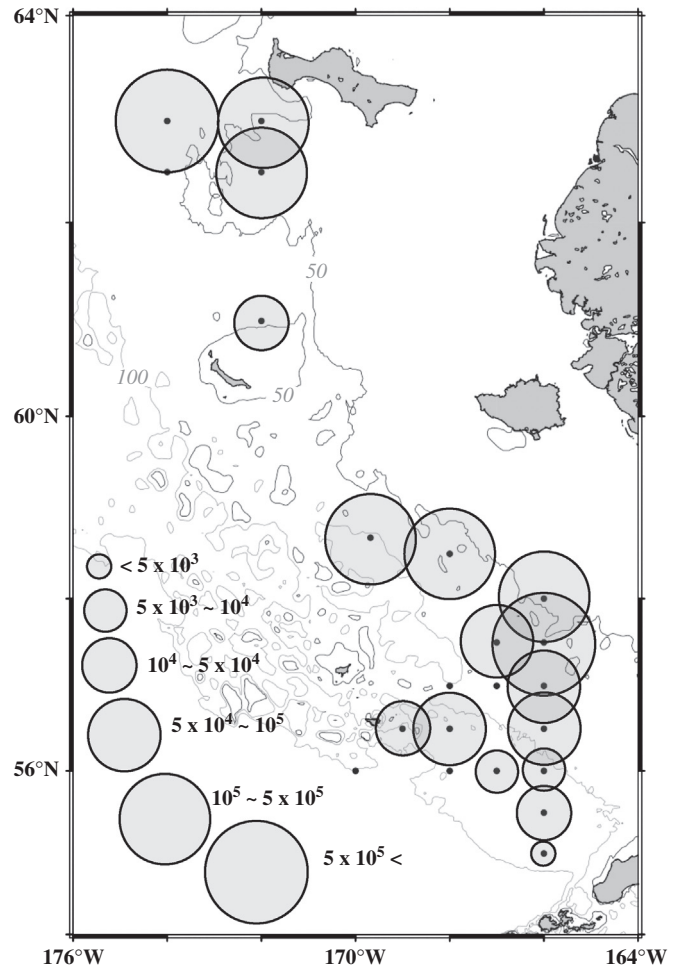 64°N
50
100
50
60°N
< 5 x 10³
5 x 10³ ~ 10⁴
10⁴ ~ 5 x 10⁴
5 x 10⁴ ~ 10⁵
56°N
10⁵ ~ 5 x 10⁵
5 x 10⁵ <
176°W 170°W 164°W